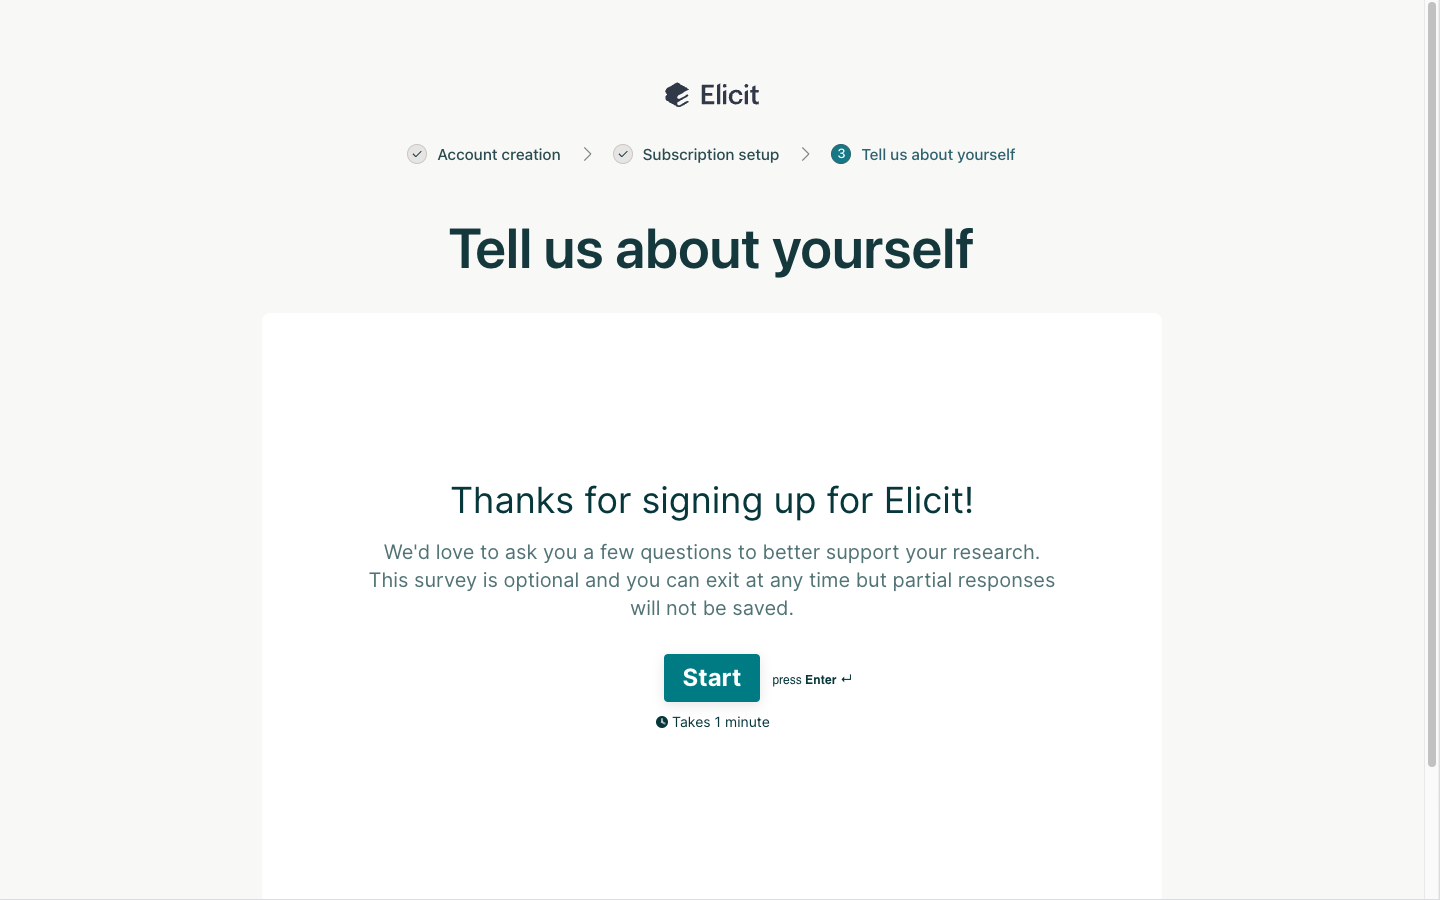 Elicit
Account creation
Subscription setup
3 Tell us about yourself
Tell us about yourself
Thanks for signing up for Elicit!
We'd love to ask you a few questions to better support your research.
This survey is optional and you can exit at any time but partial responses
will not be saved.
Start
press Enter ↵
Takes 1 minute